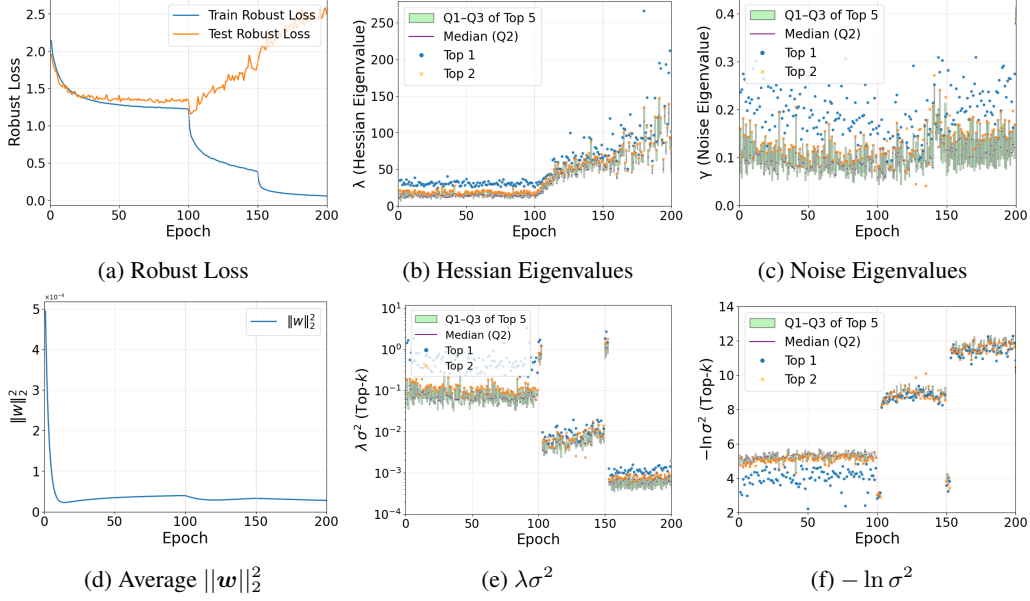 2.5
2.0
1.5
1.0
0.5
0.0
Robust Loss
Train Robust Loss
Test Robust Loss
0 50 100 150 200
Epoch
(a) Robust Loss
250
200
150
100
50
0
λ (Hessian Eigenvalue)
Q1–Q3 of Top 5
Median (Q2)
Top 1
Top 2
0 50 100 150 200
Epoch
(b) Hessian Eigenvalues
0.4
0.3
0.2
0.1
0.0
γ (Noise Eigenvalue)
Q1–Q3 of Top 5
Median (Q2)
Top 1
Top 2
0 50 100 150 200
Epoch
(c) Noise Eigenvalues
×10⁻⁴
5
4
3
2
1
0
||w||₂²
||w||₂²
0 50 100 150 200
Epoch
(d) Average ||w||₂²
10¹
10⁰
10⁻¹
10⁻²
10⁻³
10⁻⁴
λ σ² (Top-k)
Q1–Q3 of Top 5
Median (Q2)
Top 1
Top 2
0 50 100 150 200
Epoch
(e) λσ²
14
12
10
8
6
4
2
−ln σ² (Top-k)
Q1–Q3 of Top 5
Median (Q2)
Top 1
Top 2
0 50 100 150 200
Epoch
(f) − ln σ²